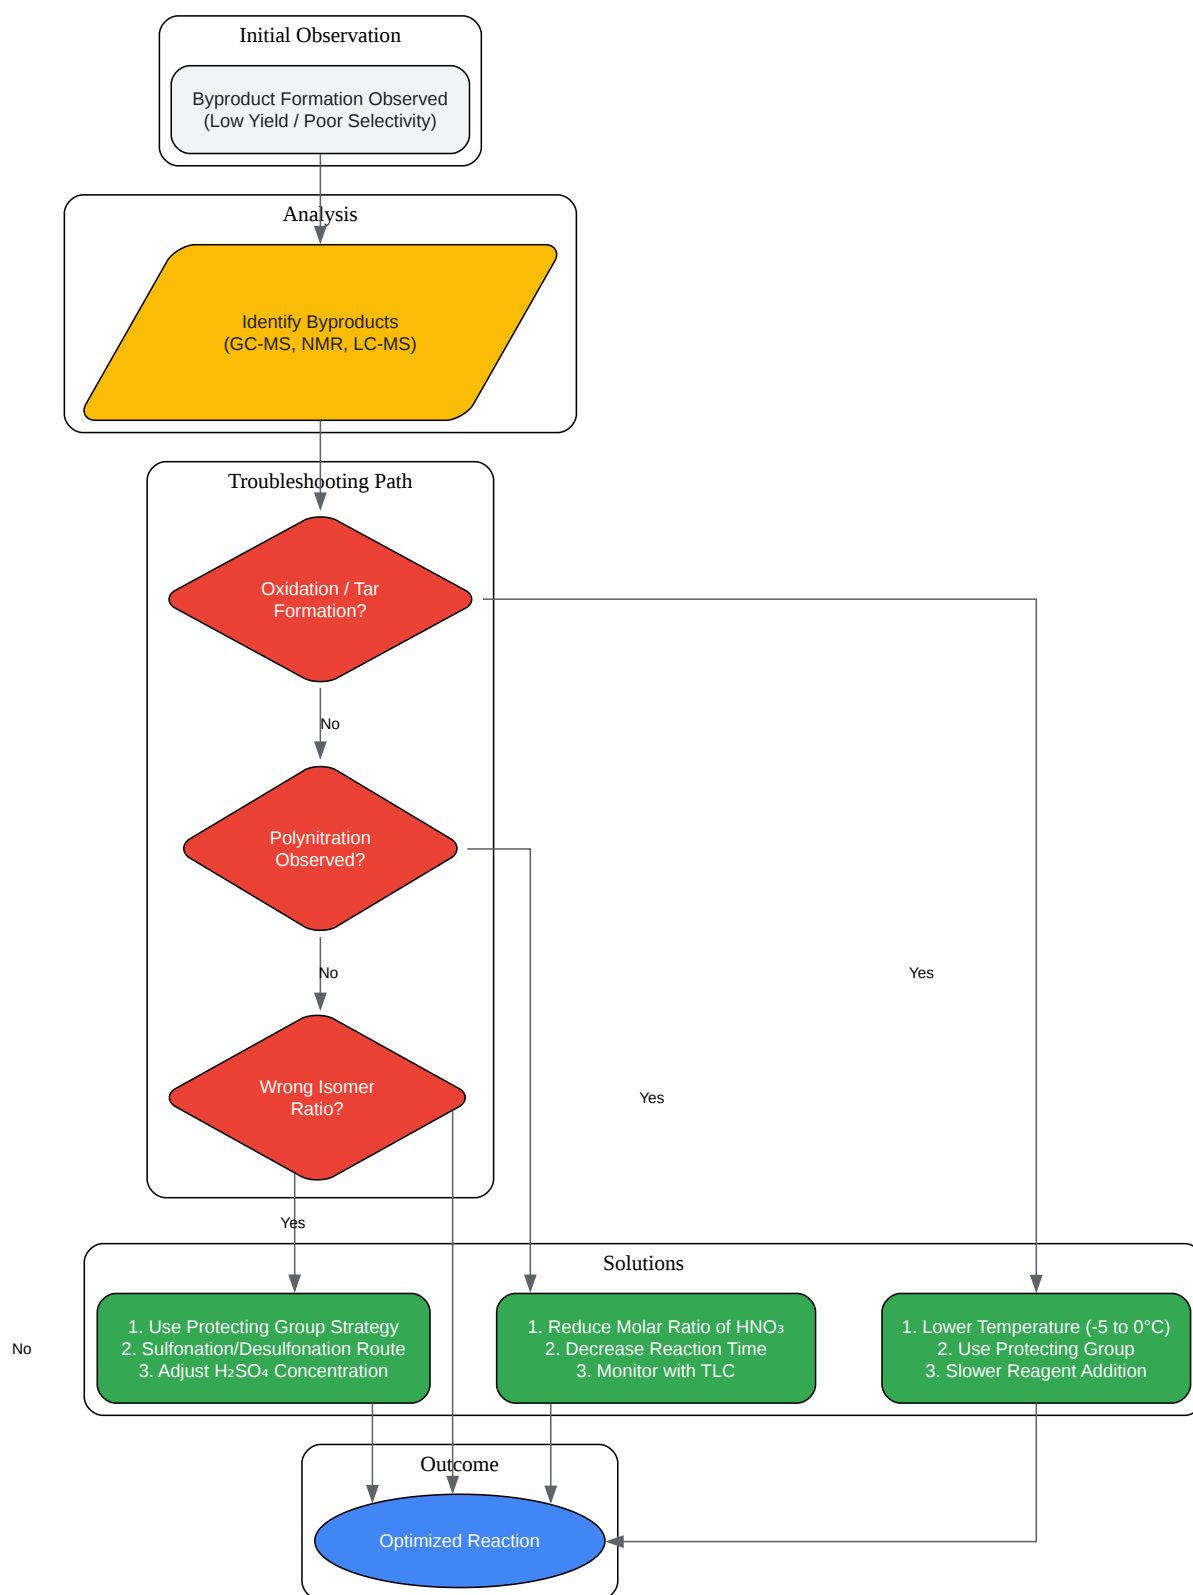 Initial Observation
Byproduct Formation Observed
(Low Yield / Poor Selectivity)
Analysis
Identify Byproducts
(GC-MS, NMR, LC-MS)
Troubleshooting Path
Oxidation / Tar
Formation?
No
Polynitration
Observed?
No
Yes
Wrong Isomer
Ratio?
Yes
Yes
Solutions
1. Use Protecting Group Strategy
2. Sulfonation/Desulfonation Route
3. Adjust H₂SO₄ Concentration
1. Reduce Molar Ratio of HNO₃
2. Decrease Reaction Time
3. Monitor with TLC
1. Lower Temperature (-5 to 0°C)
2. Use Protecting Group
3. Slower Reagent Addition
No
Outcome
Optimized Reaction